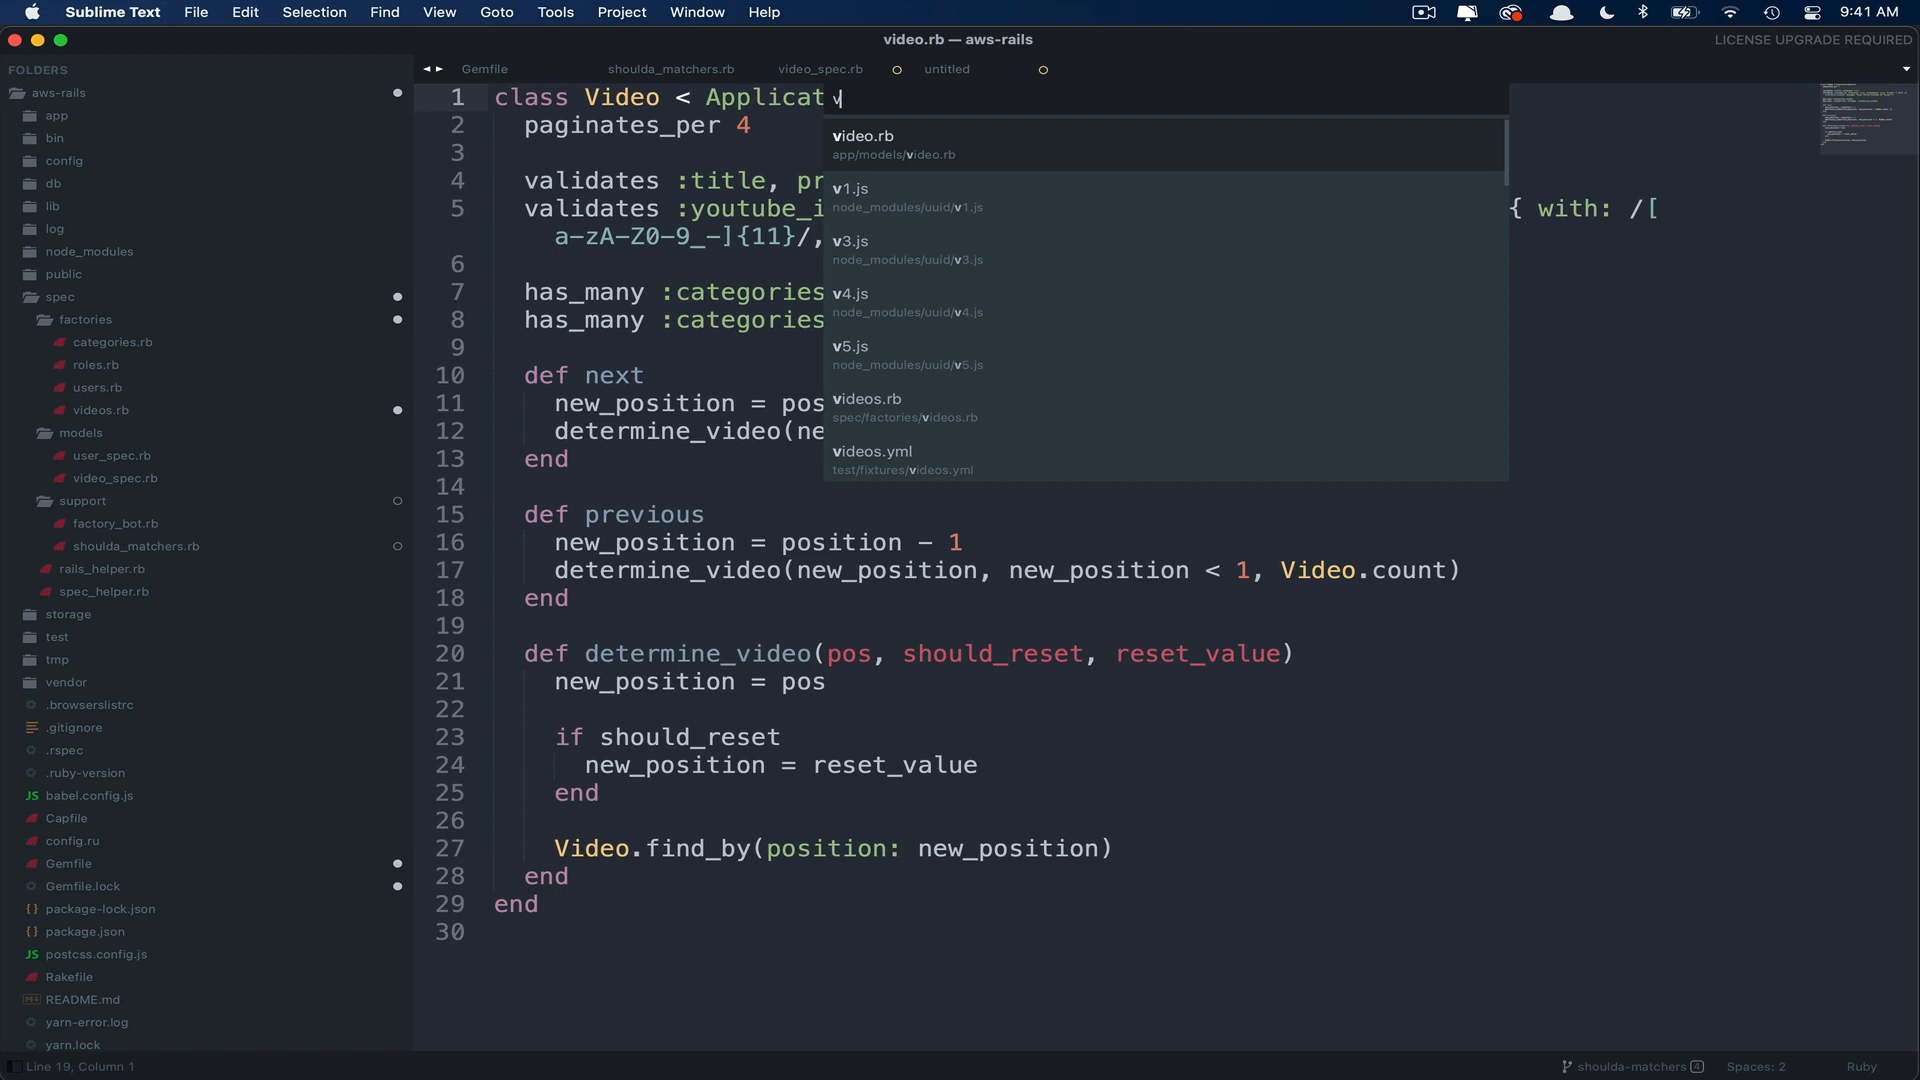 Sublime Text File Edit Selection Find View Goto Tools Project Window Help 9:41 AM
video.rb — aws-rails
LICENSE UPGRADE REQUIRED
FOLDERS
aws-rails
app
bin
config
db
lib
log
node_modules
public
spec
factories
categories.rb
roles.rb
users.rb
videos.rb
models
user_spec.rb
video_spec.rb
support
factory_bot.rb
shoulda_matchers.rb
rails_helper.rb
spec_helper.rb
storage
test
tmp
vendor
.browserslistrc
.gitignore
.rspec
.ruby-version
JS babel.config.js
Capfile
config.ru
Gemfile
Gemfile.lock
{} package-lock.json
{} package.json
JS postcss.config.js
Rakefile
README.md
yarn-error.log
yarn.lock
Gemfile shoulda_matchers.rb video_spec.rb untitled
1 class Video < Applicat
2 paginates_per 4
3
4 validates :title, pr
5 validates :youtube_i { with: /[
a-zA-Z0-9_-]{11}/,
6
7 has_many :categories
8 has_many :categories
9
10 def next
11 new_position = pos
12 determine_video(ne
13 end
14
15 def previous
16 new_position = position - 1
17 determine_video(new_position, new_position < 1, Video.count)
18 end
19
20 def determine_video(pos, should_reset, reset_value)
21 new_position = pos
22
23 if should_reset
24 new_position = reset_value
25 end
26
27 Video.find_by(position: new_position)
28 end
29 end
30
v
video.rb
app/models/video.rb
v1.js
node_modules/uuid/v1.js
v3.js
node_modules/uuid/v3.js
v4.js
node_modules/uuid/v4.js
v5.js
node_modules/uuid/v5.js
videos.rb
spec/factories/videos.rb
videos.yml
test/fixtures/videos.yml
Line 19, Column 1
shoulda-matchers 4 Spaces: 2 Ruby